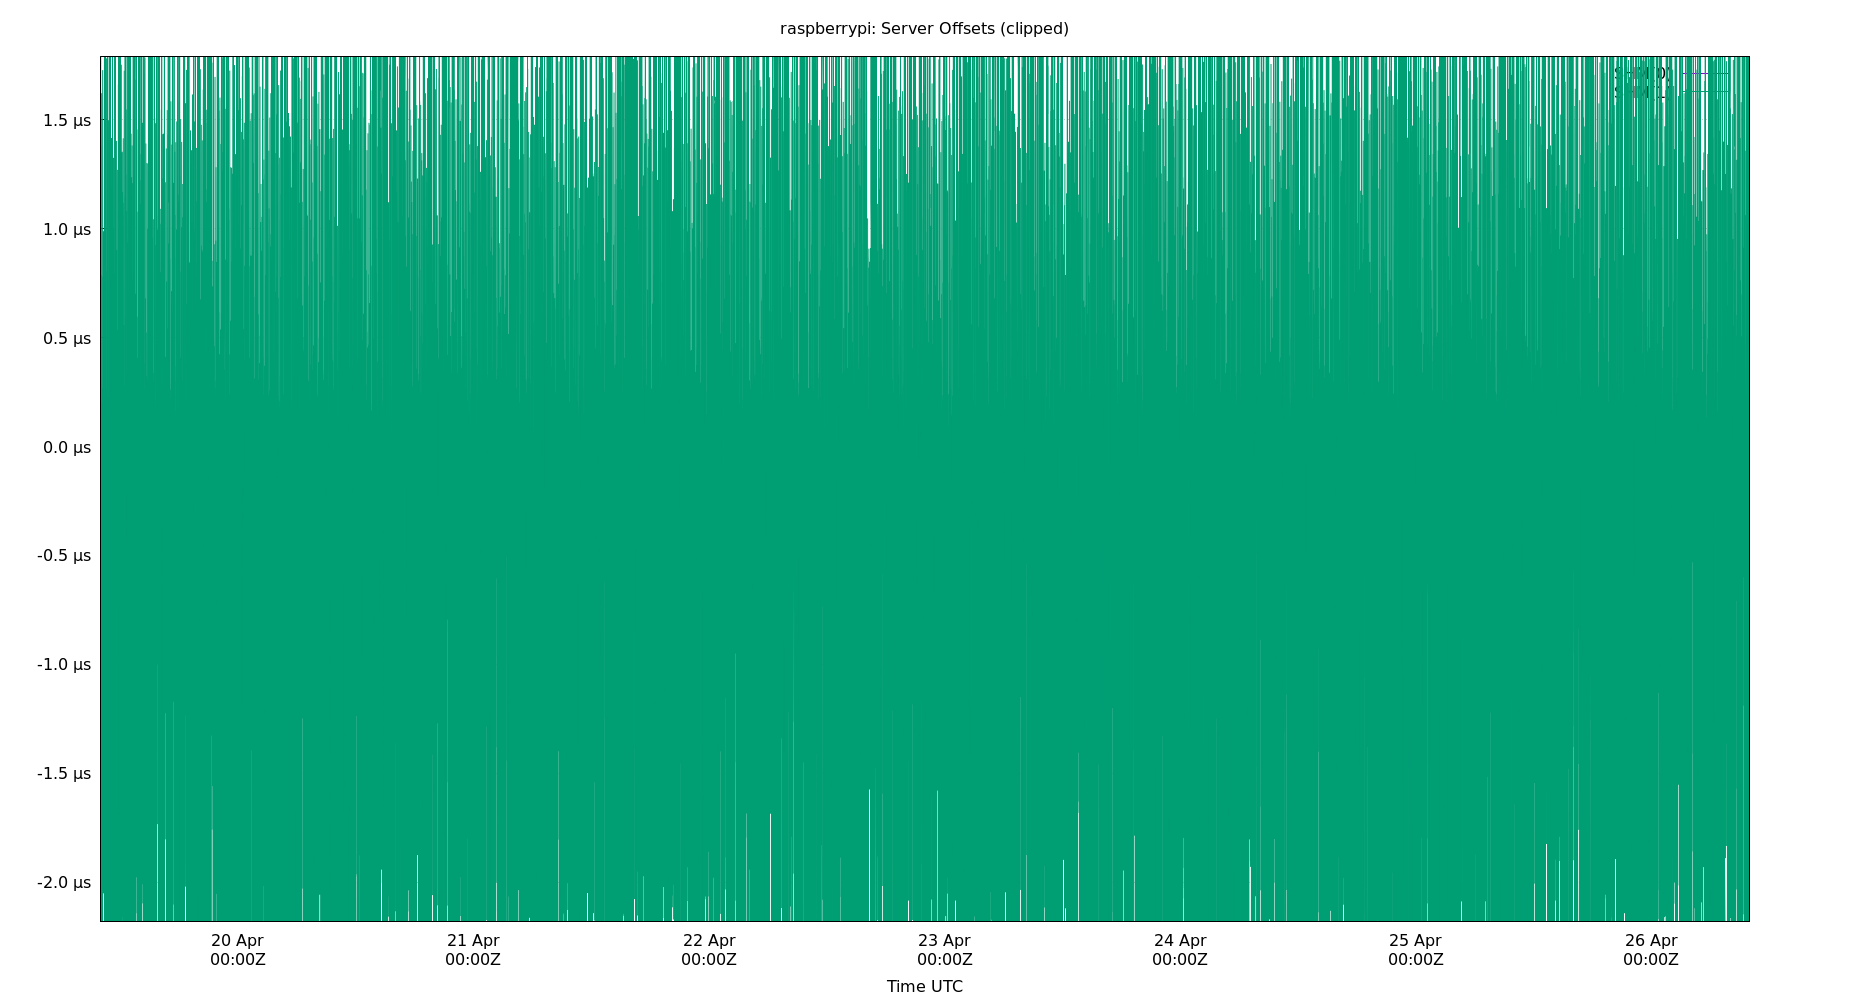 raspberrypi: Server Offsets (clipped)
1.5 µs
1.0 µs
0.5 µs
0.0 µs
-0.5 µs
-1.0 µs
-1.5 µs
-2.0 µs
20 Apr 21 Apr 22 Apr 23 Apr 24 Apr 25 Apr 26 Apr
00:00Z 00:00Z 00:00Z 00:00Z 00:00Z 00:00Z 00:00Z
Time UTC